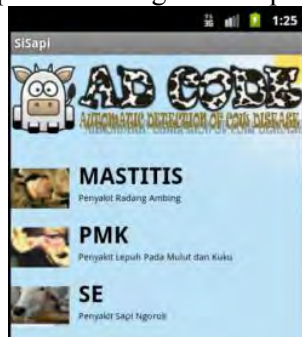 1:25
SiSapi
AD CODE
AUTOMATIC DETECTION OF COW DISEASE
MASTITIS
Penyakit Radang Ambing
PMK
Penyakit Lepuh Pada Mulut dan Kuku
SE
Penyakit Sapi Ngorok